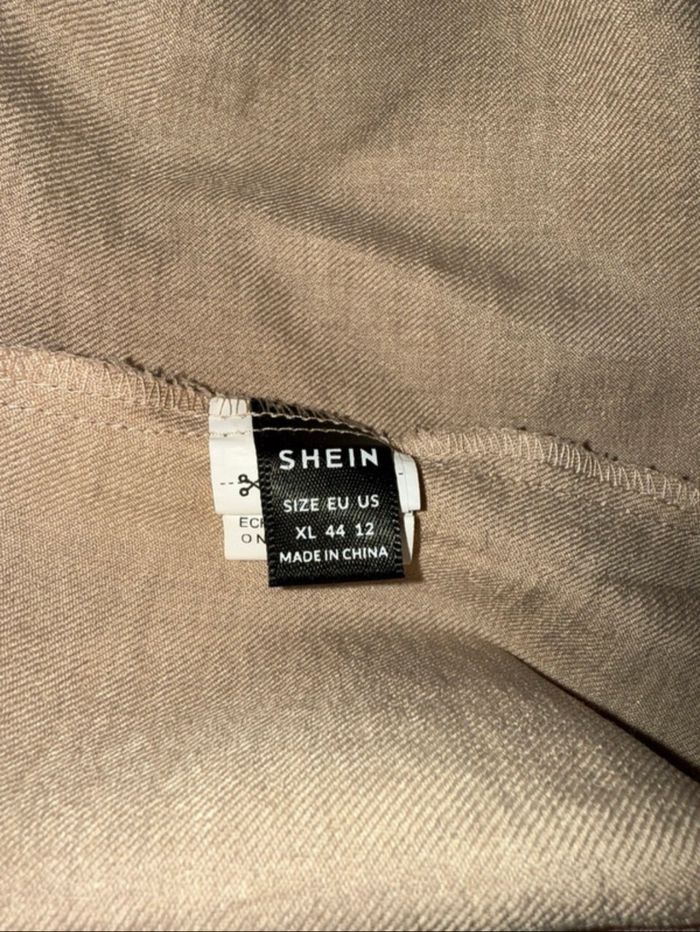 SHEIN
SIZE EU US
XL 44 12
MADE IN CHINA